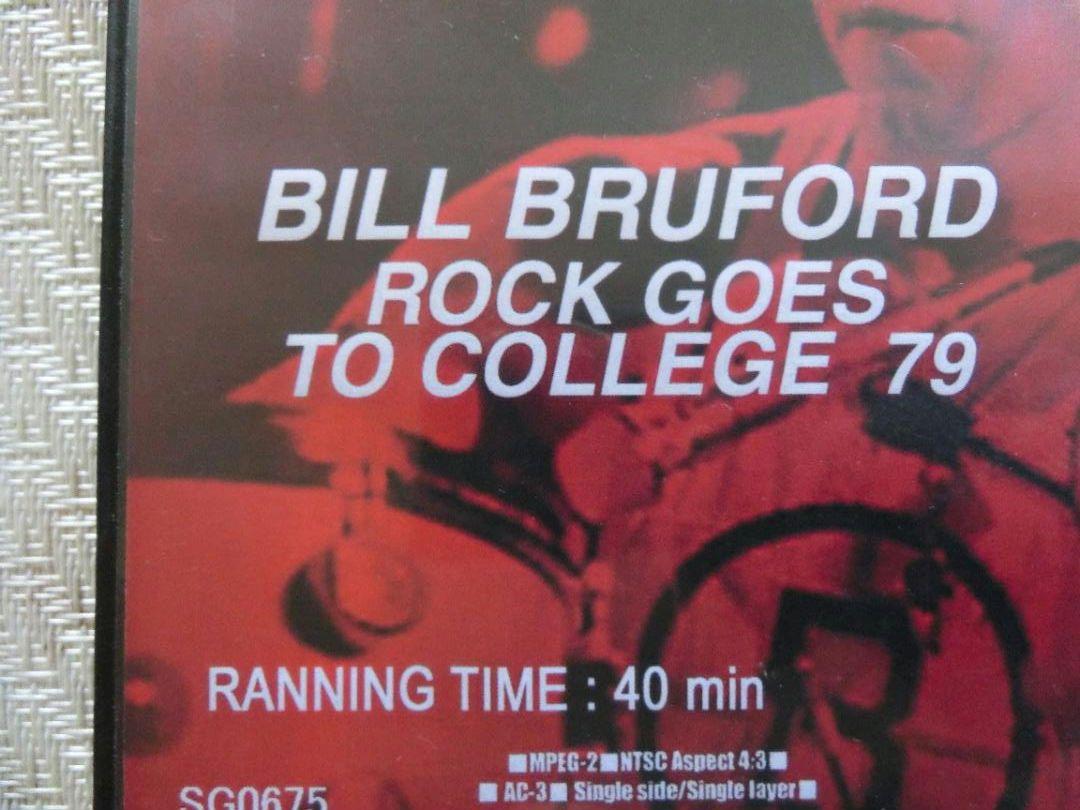 BILL BRUFORD
ROCK GOES
TO COLLEGE 79
RANNING TIME : 40 min
■MPEG-2■NTSC Aspect 4:3■
■ AC-3■ Single side/Single layer■
SG0675